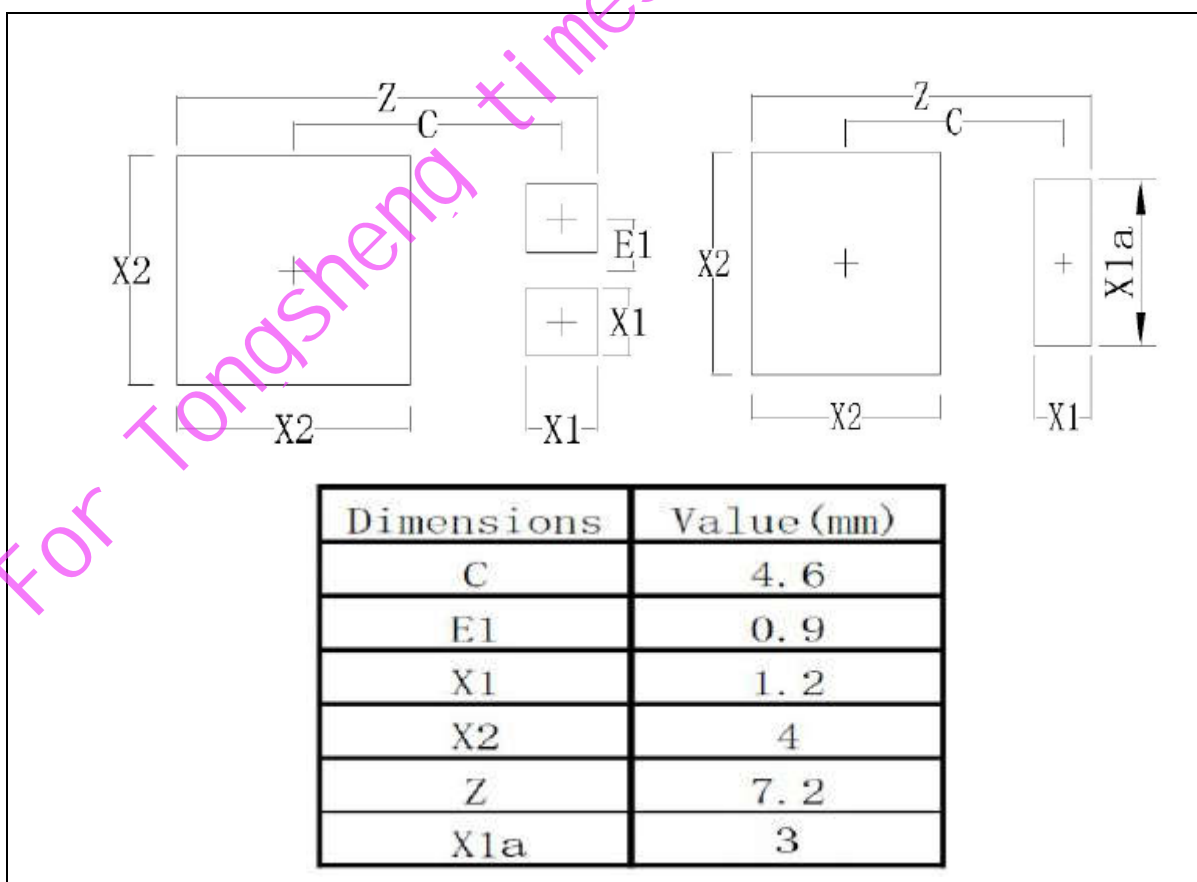 For Tongsheng times
Z
C
X2
E1
X1
X2
X1
Z
C
X2
X1a
X2
X1
Dimensions Value(mm)
C 4.6
E1 0.9
X1 1.2
X2 4
Z 7.2
X1a 3